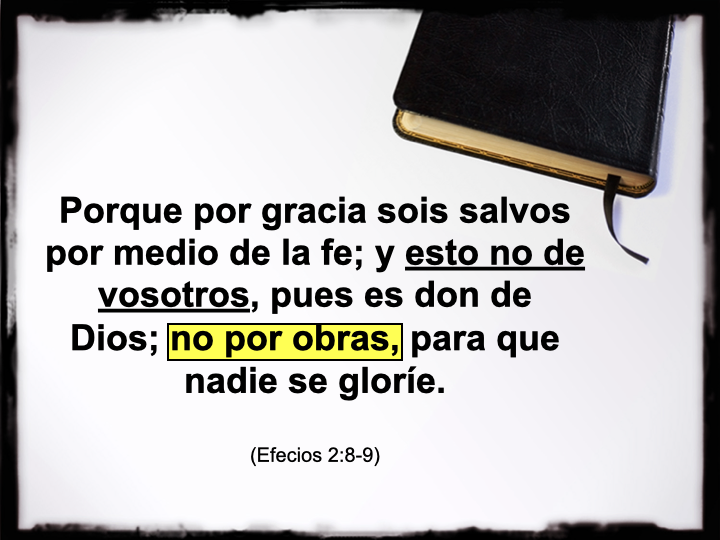 Porque por gracia sois salvos
por medio de la fe; y esto no de
vosotros, pues es don de
Dios; no por obras, para que
nadie se gloríe.
(Efecios 2:8-9)